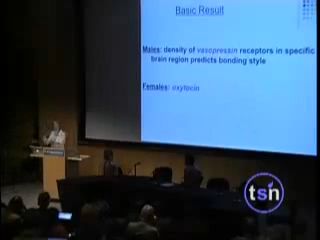 Basic Result
Males: density of vasopressin receptors in specific
brain region predicts bonding style
Females: oxytocin
tsn